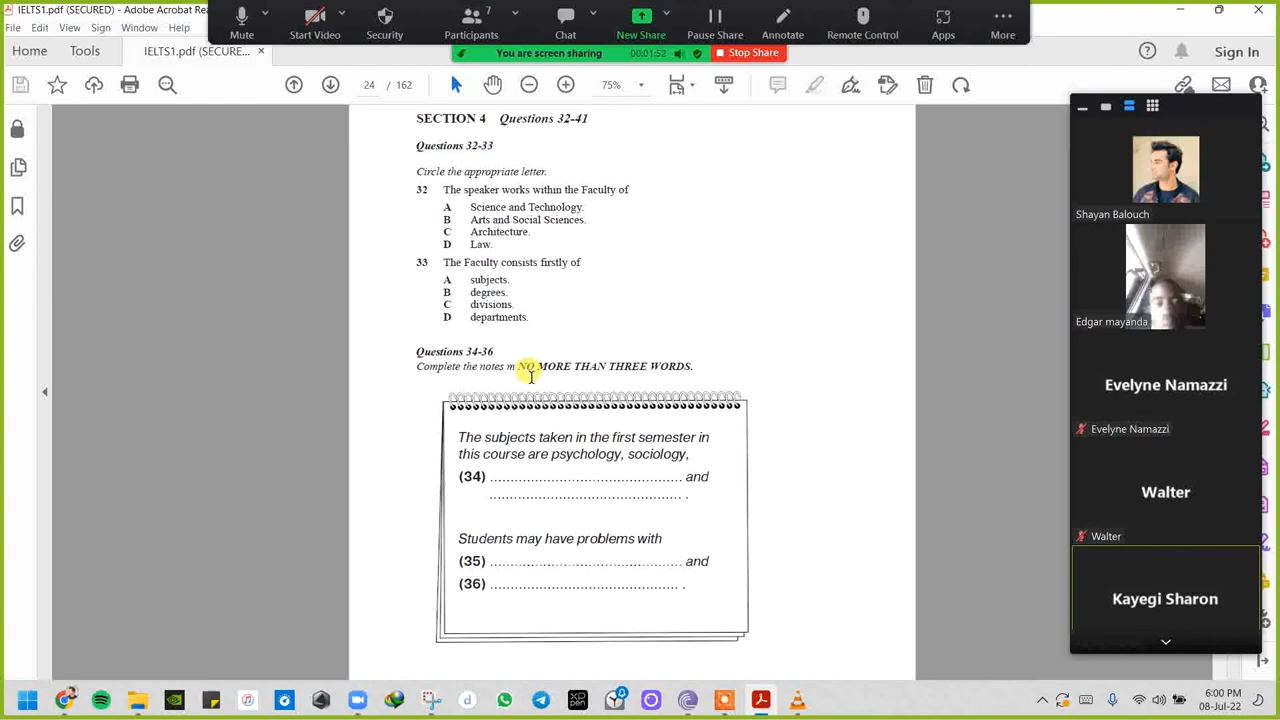 IELTS1.pdf (SECURED) - Adobe Acrobat Rea
File Edit View Sign Window
Mute Start Video Security Participants 7 Chat New Share Pause Share Annotate Remote Control Apps More
You are screen sharing 00:01:52 Stop Share
Home Tools IELTS1.pdf (SECURE... × Sign In
24 / 162 75%
SECTION 4 Questions 32-41
Questions 32-33
Circle the appropriate letter.
32 The speaker works within the Faculty of
A Science and Technology.
B Arts and Social Sciences.
C Architecture.
D Law.
33 The Faculty consists firstly of
A subjects.
B degrees.
C divisions.
D departments.
Questions 34-36
Complete the notes m NO MORE THAN THREE WORDS.
The subjects taken in the first semester in
this course are psychology, sociology,
(34) ................................................ and
................................................ .
Students may have problems with
(35) ................................................ and
(36) ................................................ .
Shayan Balouch
Edgar mayanda
Evelyne Namazzi
Evelyne Namazzi
Walter
Walter
Kayegi Sharon
6:00 PM
08-Jul-22